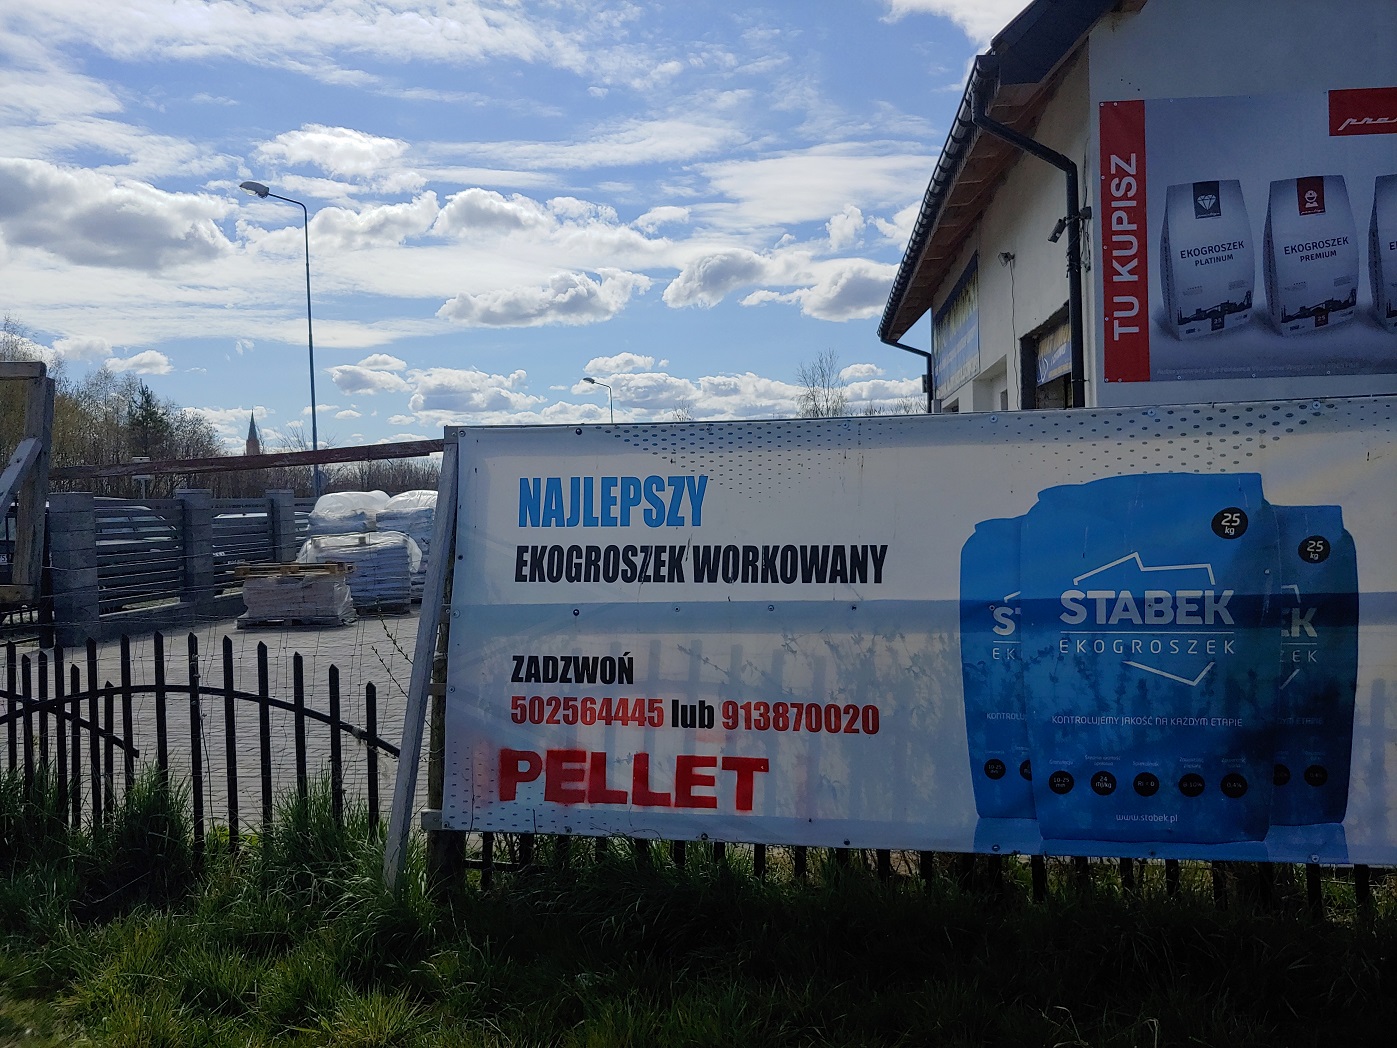 TU KUPISZ
EKOGROSZEK
PLATINUM
EKOGROSZEK
PREMIUM
NAJLEPSZY
EKOGROSZEK WORKOWANY
ZADZWOŃ
502564445 lub 913870020
PELLET
25
kg
25
kg
STABEK
EKOGROSZEK
KONTROLUJEMY JAKOŚĆ NA KAŻDYM ETAPIE
www.stabek.pl